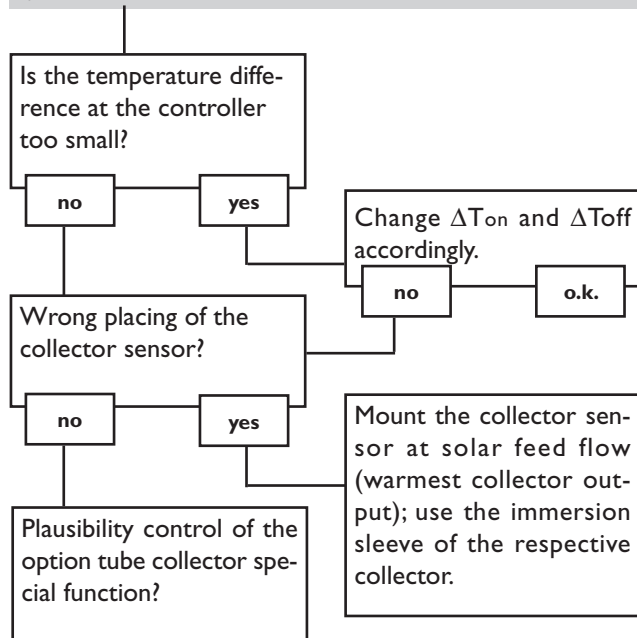 Is the temperature diffe-
rence at the controller
too small?
no
yes
Change ΔTon and ΔToff
accordingly.
no
o.k.
Wrong placing of the
collector sensor?
no
yes
Mount the collector sen-
sor at solar feed flow
(warmest collector out-
put); use the immersion
sleeve of the respective
collector.
Plausibility control of the
option tube collector spe-
cial function?